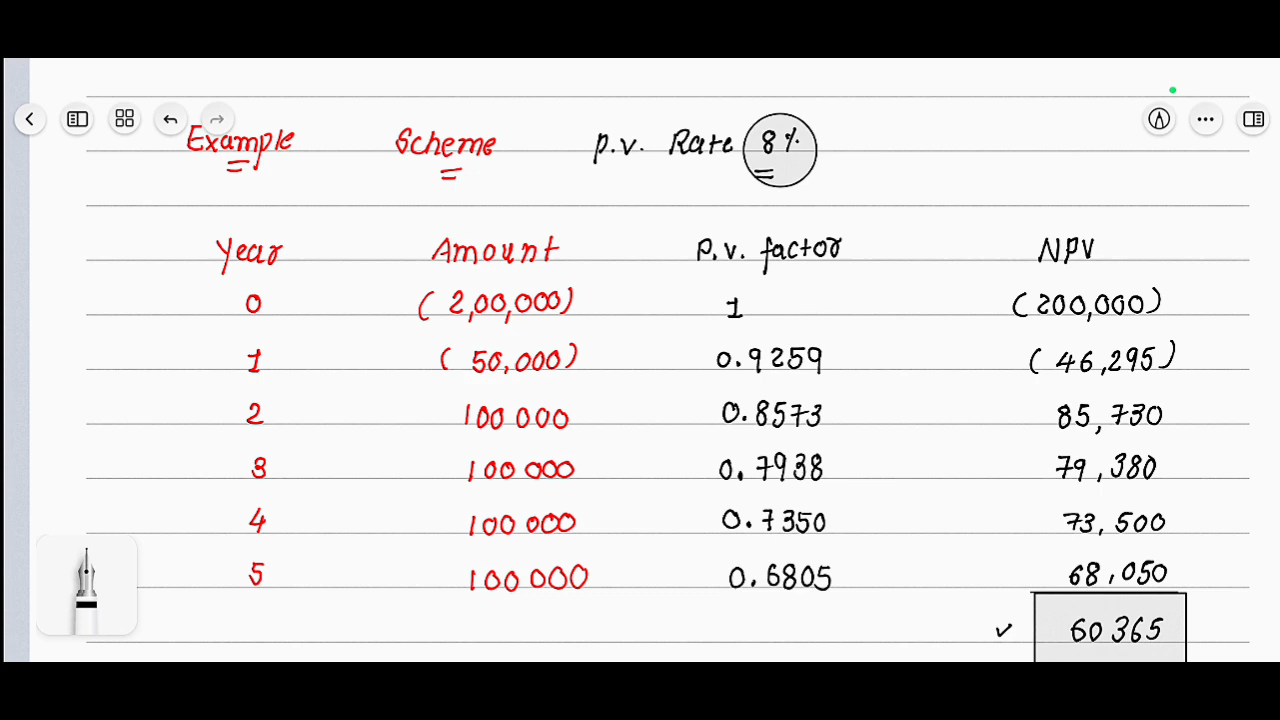 Example Scheme P.V. Rate 8%
Year Amount P.V. factor NPV
0 (2,00,000) 1 (200,000)
1 (50,000) 0.9259 (46,295)
2 100 000 0.8573 85,730
3 100 000 0.7938 79,380
4 100 000 0.7350 73,500
5 100 000 0.6805 68,050
60 365